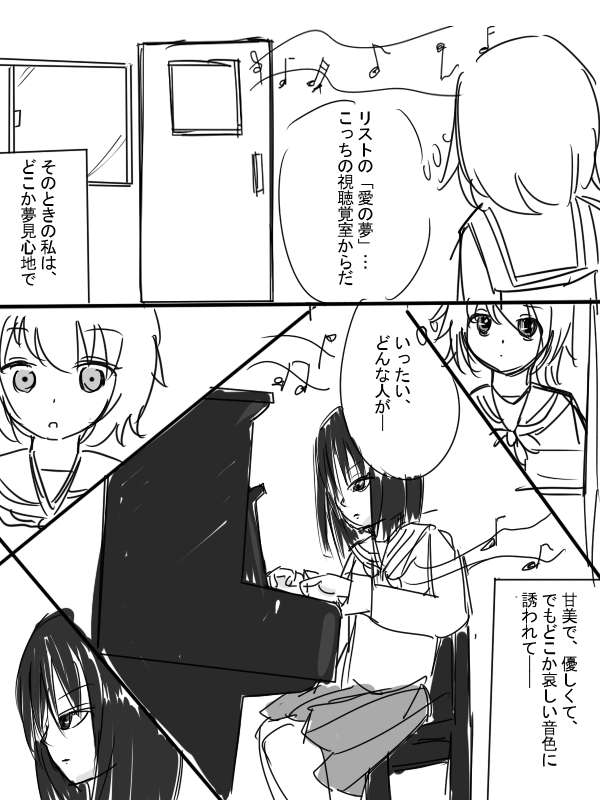 リストの「愛の夢」…
こっちの視聴覚室からだ
そのときの私は、
どこか夢見心地で
いったい、
どんな人が―
甘美で、優しくて、
でもどこか哀しい音色に
誘われて――